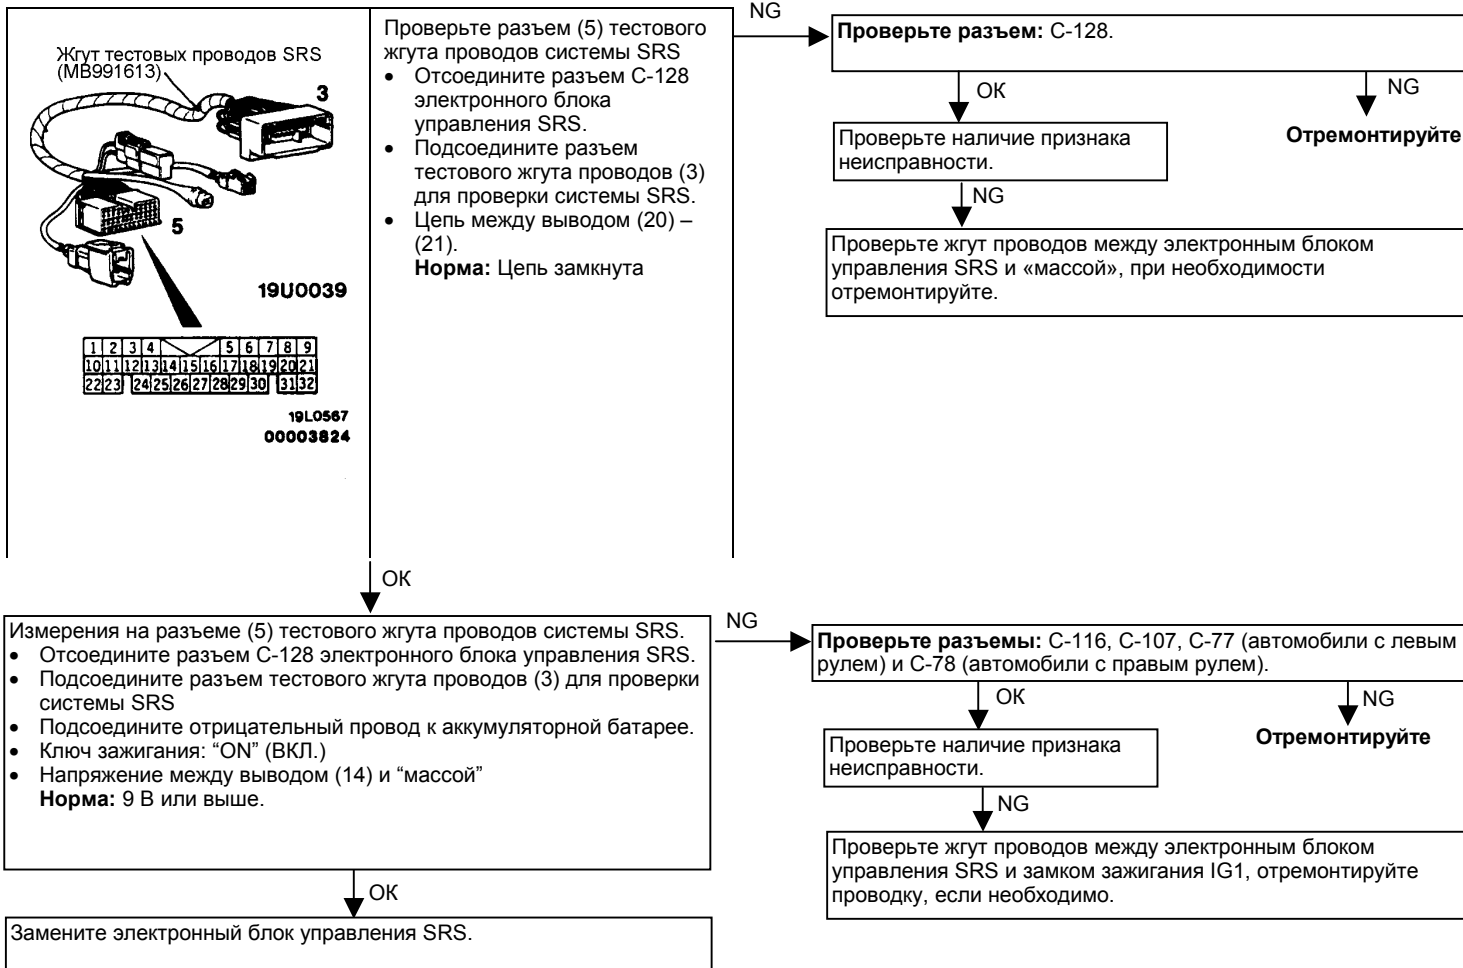 Жгут тестовых проводов SRS
(MB991613)
3
5
19U0039
1 2 3 4 5 6 7 8 9
10 11 12 13 14 15 16 17 18 19 20 21
22 23 24 25 26 27 28 29 30 31 32
19L0567
00003824
Проверьте разъем (5) тестового
жгута проводов системы SRS
• Отсоедините разъем С-128
электронного блока
управления SRS.
• Подсоедините разъем
тестового жгута проводов (3)
для проверки системы SRS.
• Цепь между выводом (20) –
(21).
Норма: Цепь замкнута
NG
Проверьте разъем: С-128.
ОК
NG
Проверьте наличие признака
неисправности.
Отремонтируйте
NG
Проверьте жгут проводов между электронным блоком
управления SRS и «массой», при необходимости
отремонтируйте.
ОК
Измерения на разъеме (5) тестового жгута проводов системы SRS.
• Отсоедините разъем С-128 электронного блока управления SRS.
• Подсоедините разъем тестового жгута проводов (3) для проверки
системы SRS
• Подсоедините отрицательный провод к аккумуляторной батарее.
• Ключ зажигания: “ON” (ВКЛ.)
• Напряжение между выводом (14) и “массой”
Норма: 9 В или выше.
NG
Проверьте разъемы: С-116, С-107, С-77 (автомобили с левым
рулем) и С-78 (автомобили с правым рулем).
ОК
NG
Проверьте наличие признака
неисправности.
Отремонтируйте
NG
Проверьте жгут проводов между электронным блоком
управления SRS и замком зажигания IG1, отремонтируйте
проводку, если необходимо.
ОК
Замените электронный блок управления SRS.